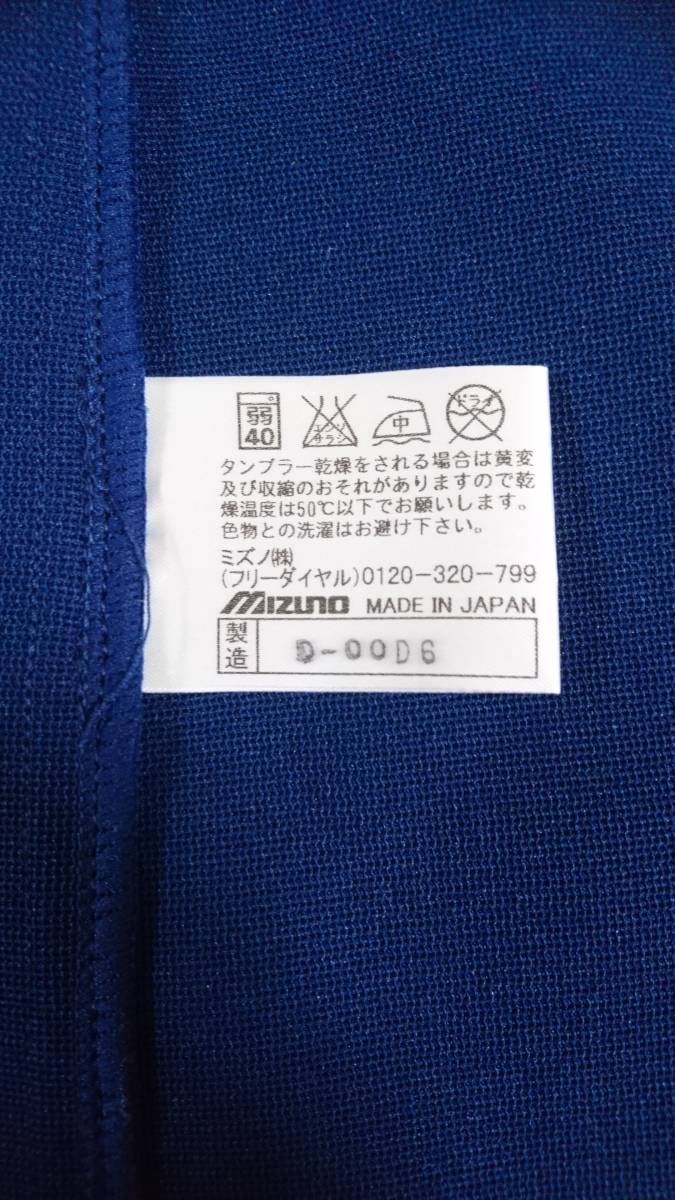 弱
40
エンソ
サラシ
中
ドライ
タンブラー乾燥をされる場合は黄変
及び収縮のおそれがありますので乾
燥温度は50℃以下でお願いします。
色物との洗濯はお避け下さい。
ミズノ㈱
(フリーダイヤル)0120-320-799
MIZUNO MADE IN JAPAN
製造 D-00D6